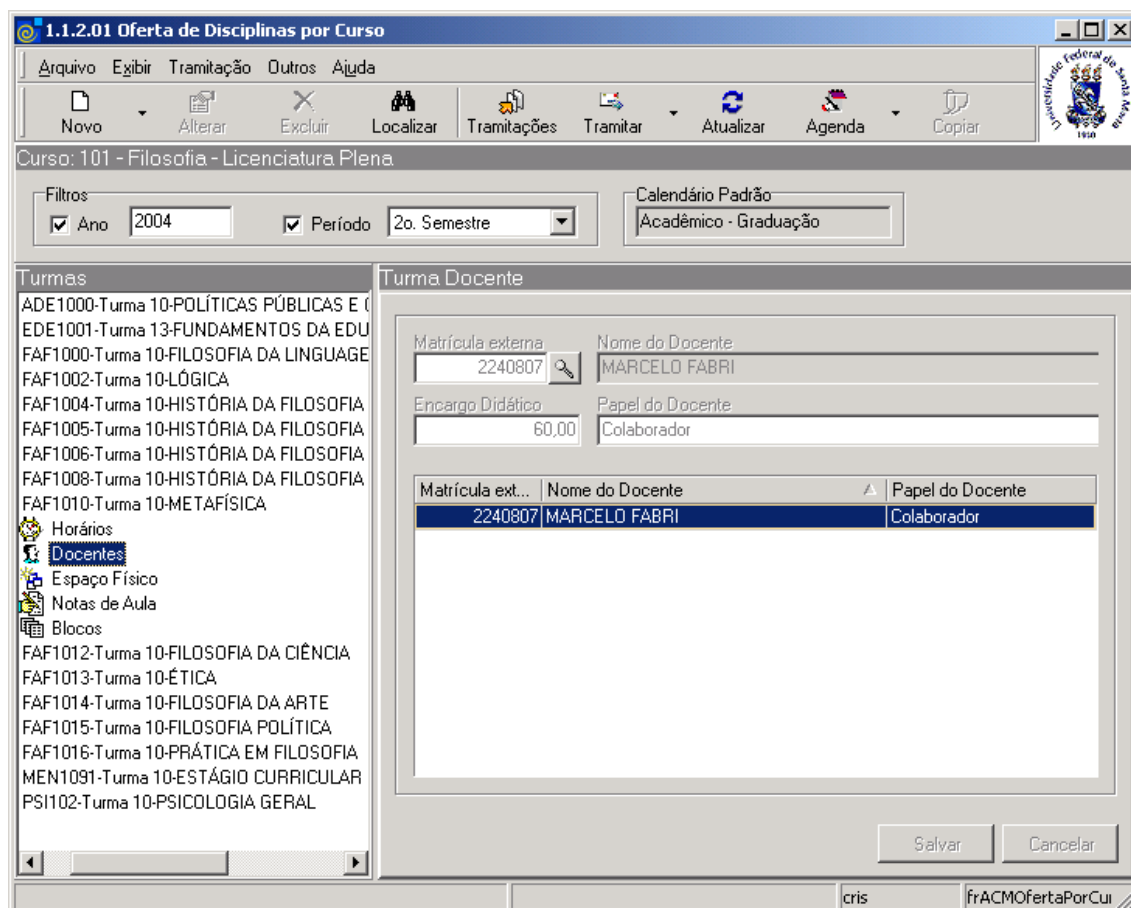 1.1.2.01 Oferta de Disciplinas por Curso
Arquivo Exibir Tramitação Outros Ajuda
Novo Alterar Excluir Localizar Tramitações Tramitar Atualizar Agenda Copiar
Universidade Federal de Santa Maria
1960
Curso: 101 - Filosofia - Licenciatura Plena
Filtros
Ano 2004 Período 2o. Semestre
Calendário Padrão
Acadêmico - Graduação
Turmas
ADE1000-Turma 10-POLÍTICAS PÚBLICAS E (
EDE1001-Turma 13-FUNDAMENTOS DA EDU
FAF1000-Turma 10-FILOSOFIA DA LINGUAGE
FAF1002-Turma 10-LÓGICA
FAF1004-Turma 10-HISTÓRIA DA FILOSOFIA
FAF1005-Turma 10-HISTÓRIA DA FILOSOFIA
FAF1006-Turma 10-HISTÓRIA DA FILOSOFIA
FAF1008-Turma 10-HISTÓRIA DA FILOSOFIA
FAF1010-Turma 10-METAFÍSICA
Horários
Docentes
Espaço Físico
Notas de Aula
Blocos
FAF1012-Turma 10-FILOSOFIA DA CIÊNCIA
FAF1013-Turma 10-ÉTICA
FAF1014-Turma 10-FILOSOFIA DA ARTE
FAF1015-Turma 10-FILOSOFIA POLÍTICA
FAF1016-Turma 10-PRÁTICA EM FILOSOFIA
MEN1091-Turma 10-ESTÁGIO CURRICULAR
PSI102-Turma 10-PSICOLOGIA GERAL
Turma Docente
Matrícula externa Nome do Docente
2240807 MARCELO FABRI
Encargo Didático Papel do Docente
60,00 Colaborador
Matrícula ext... Nome do Docente Papel do Docente
2240807 MARCELO FABRI Colaborador
Salvar Cancelar
cris frACMOfertaPorCur